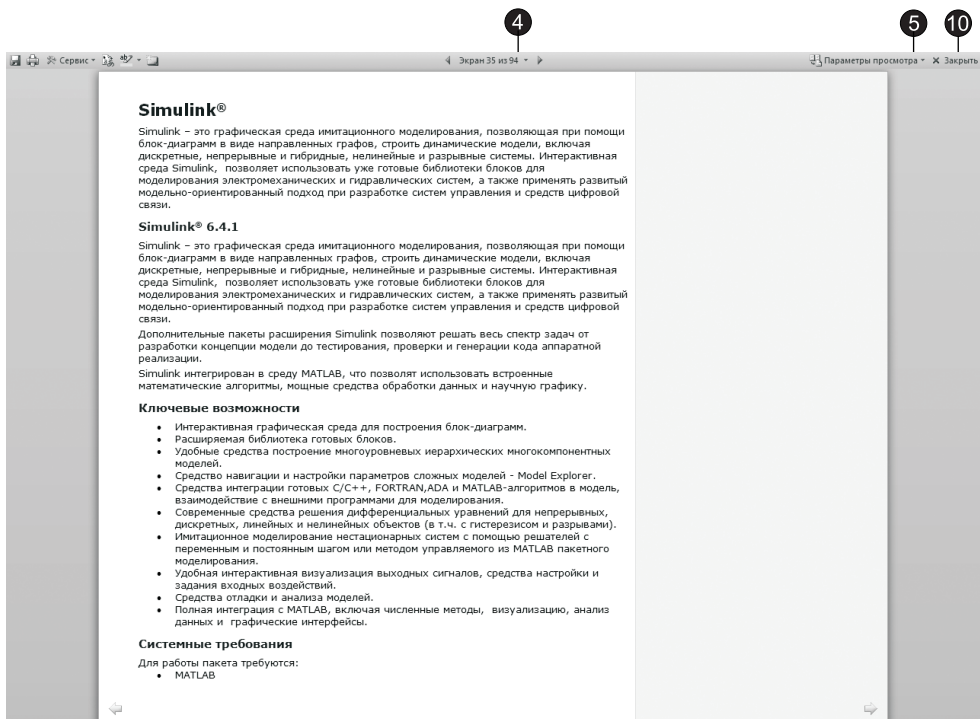 4
5
10
Сервис
Экран 35 из 94
Параметры просмотра
Закрыть
Simulink®
Simulink – это графическая среда имитационного моделирования, позволяющая при помощи
блок-диаграмм в виде направленных графов, строить динамические модели, включая
дискретные, непрерывные и гибридные, нелинейные и разрывные системы. Интерактивная
среда Simulink, позволяет использовать уже готовые библиотеки блоков для
моделирования электромеханических и гидравлических систем, а также применять развитый
модельно-ориентированный подход при разработке систем управления и средств цифровой
связи.
Simulink® 6.4.1
Simulink – это графическая среда имитационного моделирования, позволяющая при помощи
блок-диаграмм в виде направленных графов, строить динамические модели, включая
дискретные, непрерывные и гибридные, нелинейные и разрывные системы. Интерактивная
среда Simulink, позволяет использовать уже готовые библиотеки блоков для
моделирования электромеханических и гидравлических систем, а также применять развитый
модельно-ориентированный подход при разработке систем управления и средств цифровой
связи.
Дополнительные пакеты расширения Simulink позволяют решать весь спектр задач от
разработки концепции модели до тестирования, проверки и генерации кода аппаратной
реализации.
Simulink интегрирован в среду MATLAB, что позволят использовать встроенные
математические алгоритмы, мощные средства обработки данных и научную графику.
Ключевые возможности
• Интерактивная графическая среда для построения блок-диаграмм.
• Расширяемая библиотека готовых блоков.
• Удобные средства построение многоуровневых иерархических многокомпонентных
моделей.
• Средство навигации и настройки параметров сложных моделей - Model Explorer.
• Средства интеграции готовых C/C++, FORTRAN,ADA и MATLAB-алгоритмов в модель,
взаимодействие с внешними программами для моделирования.
• Современные средства решения дифференциальных уравнений для непрерывных,
дискретных, линейных и нелинейных объектов (в т.ч. с гистерезисом и разрывами).
• Имитационное моделирование нестационарных систем с помощью решателей с
переменным и постоянным шагом или методом управляемого из MATLAB пакетного
моделирования.
• Удобная интерактивная визуализация выходных сигналов, средства настройки и
задания входных воздействий.
• Средства отладки и анализа моделей.
• Полная интеграция с MATLAB, включая численные методы, визуализацию, анализ
данных и графические интерфейсы.
Системные требования
Для работы пакета требуются:
• MATLAB